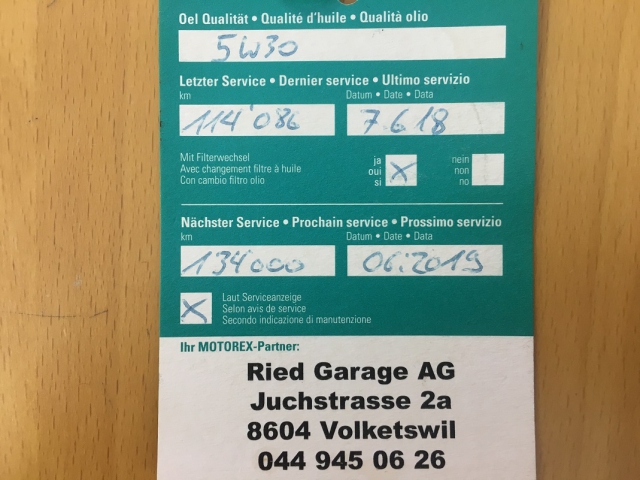 Oel Qualität • Qualité d'huile • Qualità olio
5W30
Letzter Service • Dernier service • Ultimo servizio
km Datum • Date • Data
114'086 7.6.18
Mit Filterwechsel
Avec changement filtre à huile
Con cambio filtro olio
ja
oui
sì
nein
non
no
Nächster Service • Prochain service • Prossimo servizio
km Datum • Date • Data
134000 06.2019
Laut Serviceanzeige
Selon avis de service
Secondo indicazione di manutenzione
Ihr MOTOREX-Partner:
Ried Garage AG
Juchstrasse 2a
8604 Volketswil
044 945 06 26